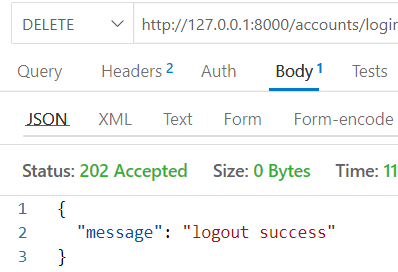 DELETE http://127.0.0.1:8000/accounts/login
Query Headers 2 Auth Body 1 Tests
JSON XML Text Form Form-encode
Status: 202 Accepted Size: 0 Bytes Time: 11
1 {
2 "message": "logout success"
3 }